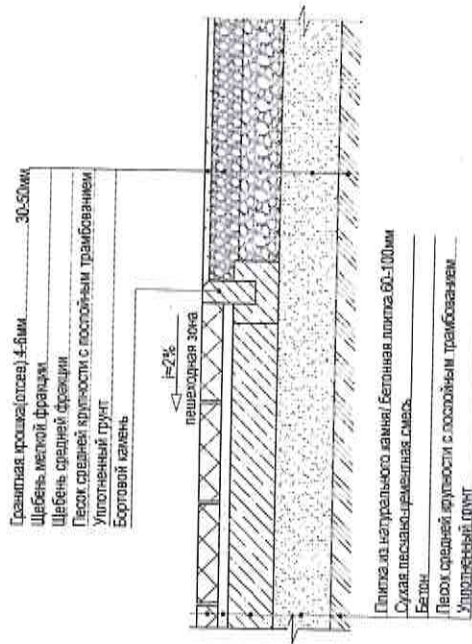 Гранитная крошка(отсев) 4-6мм 30-50мм
Щебень мелкой фракции
Щебень средней фракции
Песок средней крупности с послойным трамбованием
Уплотненный грунт
Бортовой камень
i=2%
пешеходная зона
Плитка из натурального камня/ Бетонная плитка 60-100мм
Сухая песчано-цементная смесь
Бетон
Песок средней крупности с послойным трамбованием
Уплотненный грунт